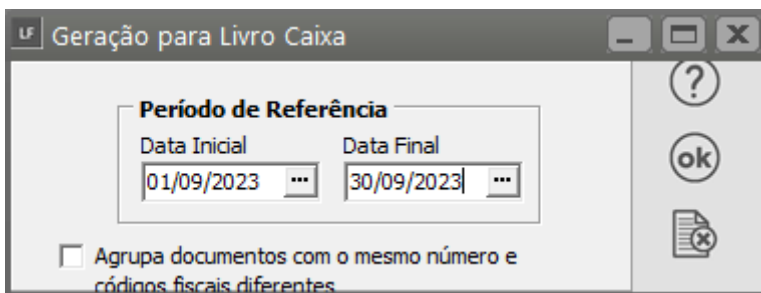 LF Geração para Livro Caixa
Período de Referência
Data Inicial Data Final
01/09/2023 ... 30/09/2023 ...
?
ok
Agrupa documentos com o mesmo número e
códigos fiscais diferentes